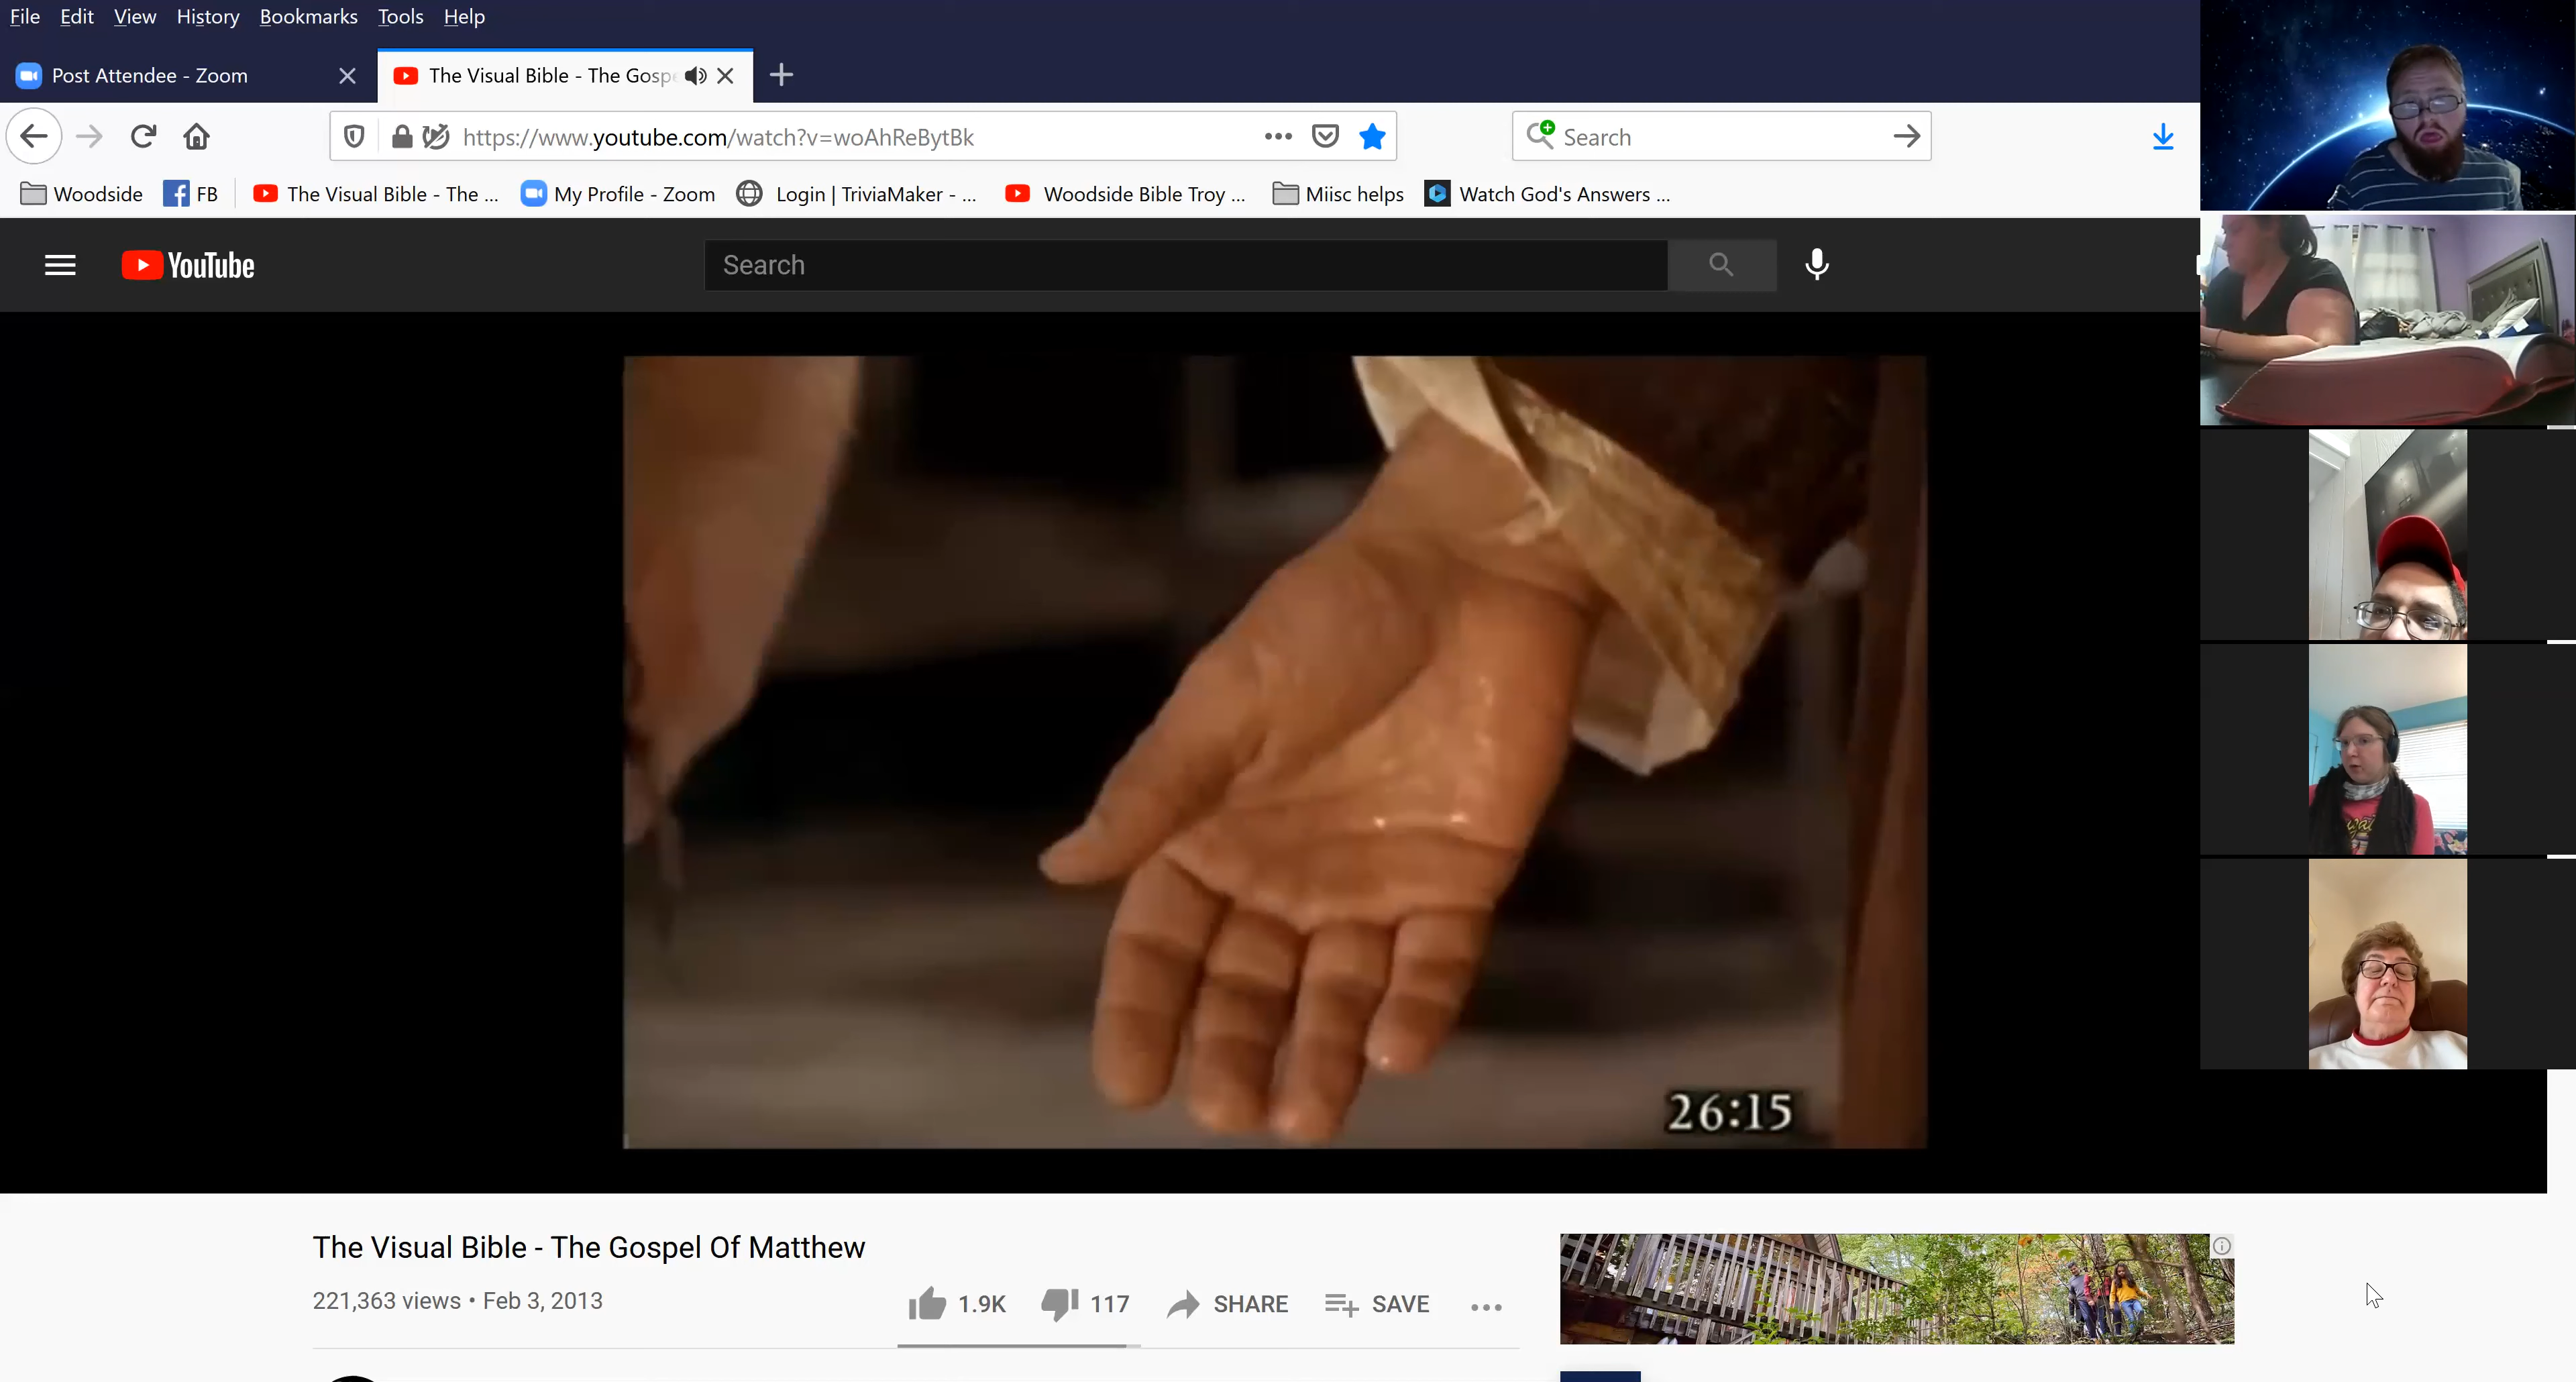 File Edit View History Bookmarks Tools Help
Post Attendee - Zoom
The Visual Bible - The Gosp
https://www.youtube.com/watch?v=woAhReBytBk
Search
Woodside
FB
The Visual Bible - The ...
My Profile - Zoom
Login | TriviaMaker - ...
Woodside Bible Troy ...
Miisc helps
Watch God's Answers ...
YouTube
Search
26:15
The Visual Bible - The Gospel Of Matthew
221,363 views • Feb 3, 2013
1.9K
117
SHARE
SAVE